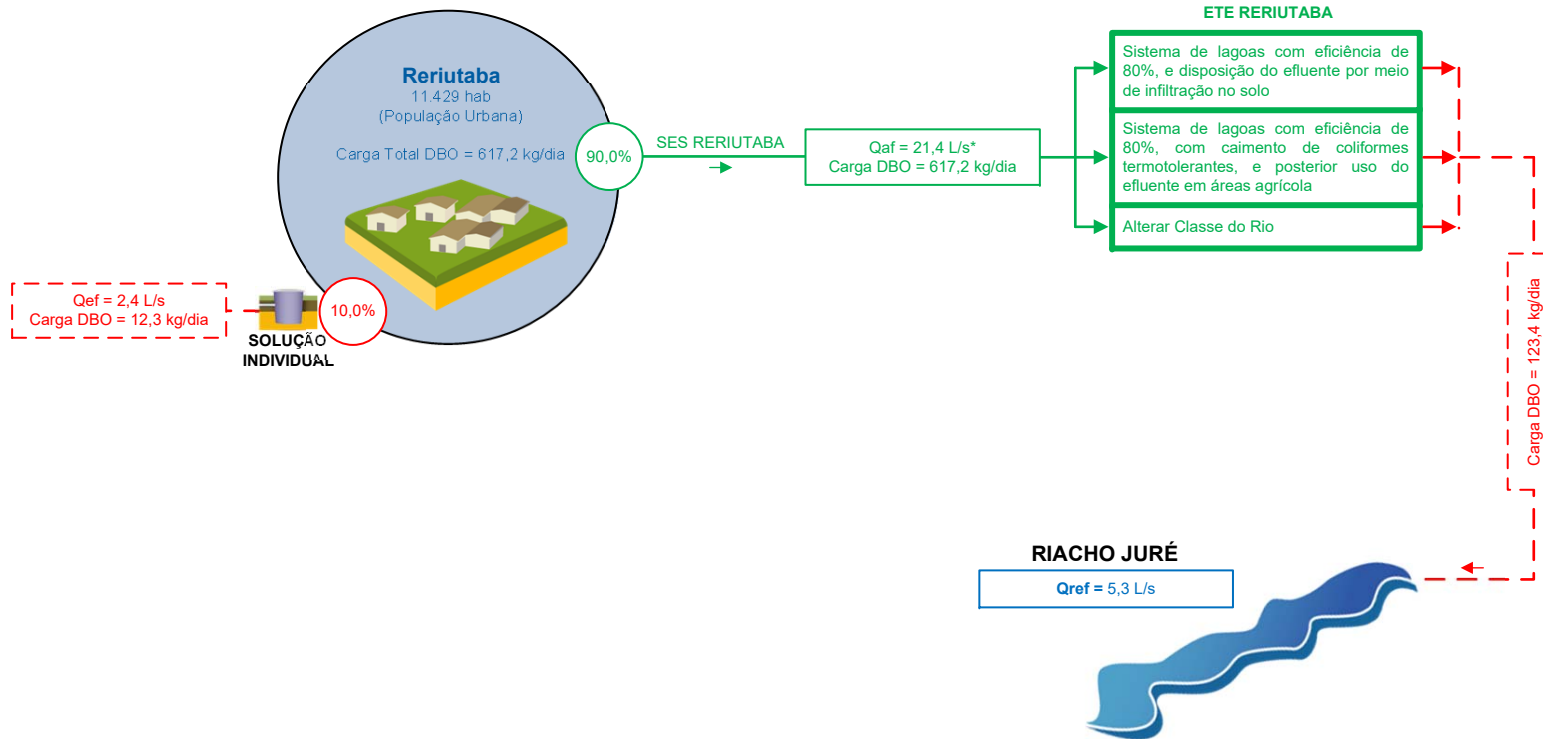 ETE RERIUTABA
Sistema de lagoas com eficiência de
80%, e disposição do efluente por meio
de infiltração no solo
Sistema de lagoas com eficiência de
80%, com caimento de coliformes
termotolerantes, e posterior uso do
efluente em áreas agrícola
Alterar Classe do Rio
Reriutaba
11.429 hab
(População Urbana)
Carga Total DBO = 617,2 kg/dia
90,0%
SES RERIUTABA
Qaf = 21,4 L/s*
Carga DBO = 617,2 kg/dia
10,0%
Qef = 2,4 L/s
Carga DBO = 12,3 kg/dia
SOLUÇÃO
INDIVIDUAL
Carga DBO = 123,4 kg/dia
RIACHO JURÉ
Qref = 5,3 L/s